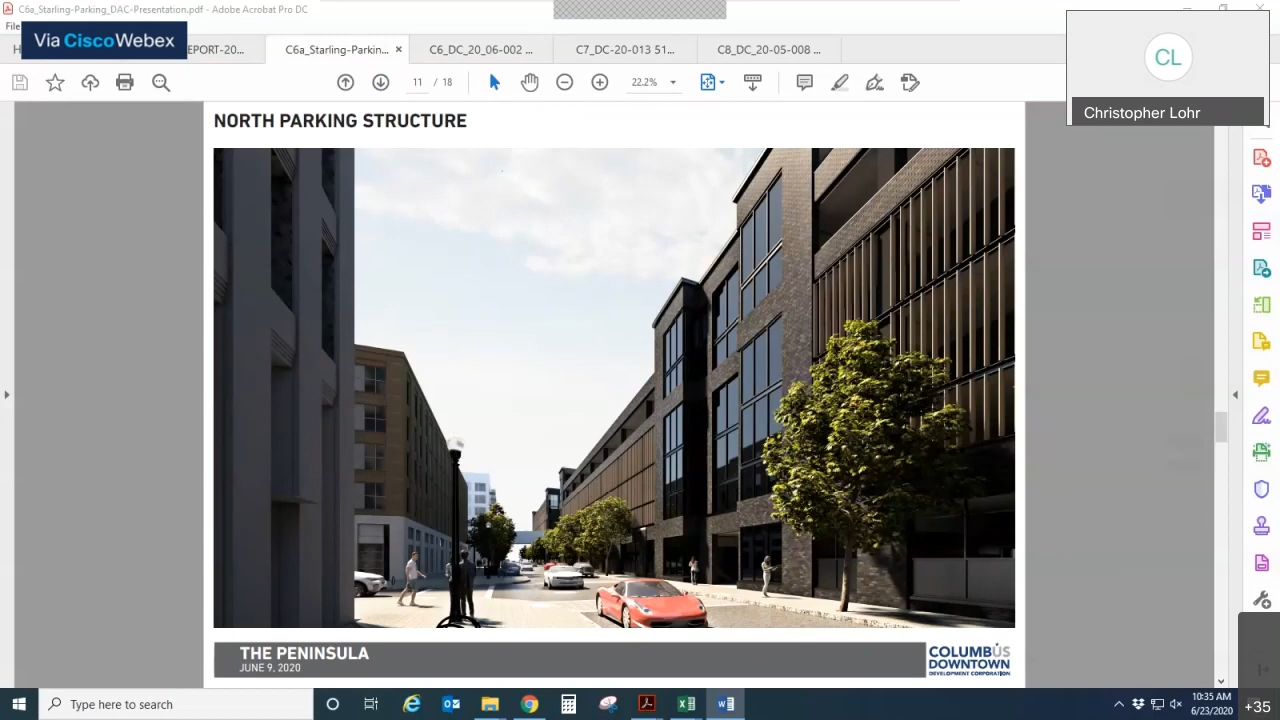 C6a_Starling-Parking_DAC-Presentation.pdf - Adobe Acrobat Pro DC
File
Via CiscoWebex
H
EPORT-20...
C6a_Starling-Parkin... ×
C6_DC_20_06-002 ...
C7_DC-20-013 51...
C8_DC_20-05-008 ...
11 / 18
22.2%
CL
Christopher Lohr
NORTH PARKING STRUCTURE
THE PENINSULA
JUNE 9, 2020
COLUMBUS
DOWNTOWN
DEVELOPMENT CORPORATION
Type here to search
10:35 AM
6/23/2020
+35